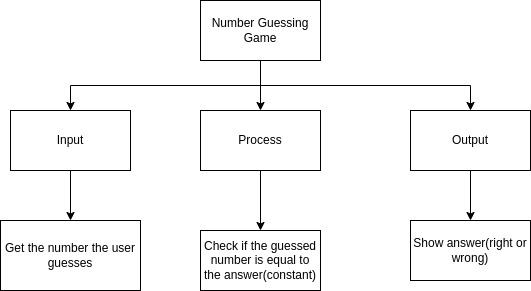 Number Guessing
Game
Input
Process
Output
Get the number the user
guesses
Check if the guessed
number is equal to
the answer(constant)
Show answer(right or
wrong)